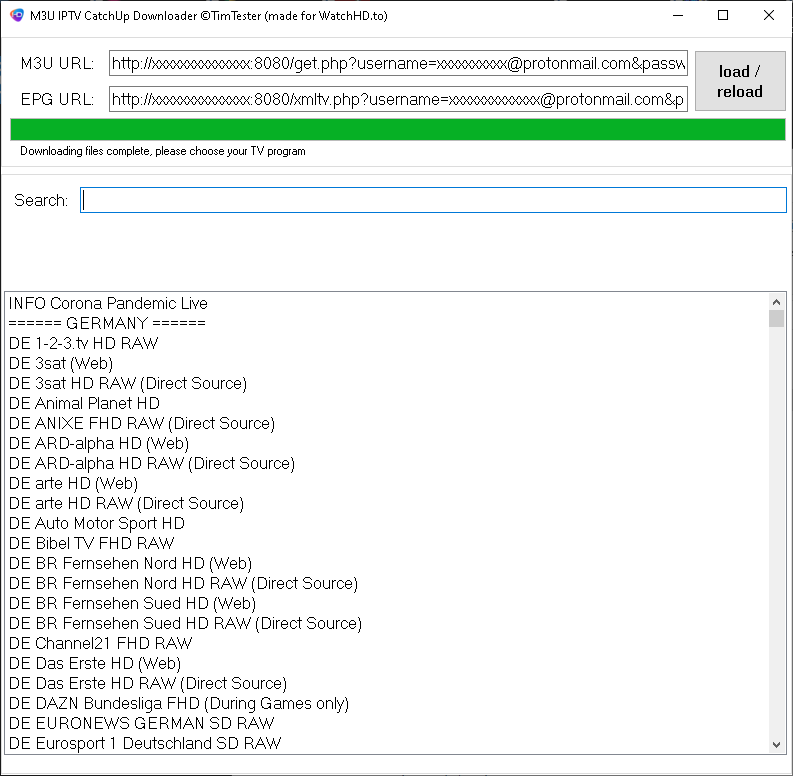 M3U IPTV CatchUp Downloader ©TimTester (made for WatchHD.to)
M3U URL: http://xxxxxxxxxxxxxx:8080/get.php?username=xxxxxxxxxx@protonmail.com&passw
EPG URL: http://xxxxxxxxxxxxxx:8080/xmltv.php?username=xxxxxxxxxxxxx@protonmail.com&p
load /
reload
Downloading files complete, please choose your TV program
Search:
INFO Corona Pandemic Live
====== GERMANY ======
DE 1-2-3.tv HD RAW
DE 3sat (Web)
DE 3sat HD RAW (Direct Source)
DE Animal Planet HD
DE ANIXE FHD RAW (Direct Source)
DE ARD-alpha HD (Web)
DE ARD-alpha HD RAW (Direct Source)
DE arte HD (Web)
DE arte HD RAW (Direct Source)
DE Auto Motor Sport HD
DE Bibel TV FHD RAW
DE BR Fernsehen Nord HD (Web)
DE BR Fernsehen Nord HD RAW (Direct Source)
DE BR Fernsehen Sued HD (Web)
DE BR Fernsehen Sued HD RAW (Direct Source)
DE Channel21 FHD RAW
DE Das Erste HD (Web)
DE Das Erste HD RAW (Direct Source)
DE DAZN Bundesliga FHD (During Games only)
DE EURONEWS GERMAN SD RAW
DE Eurosport 1 Deutschland SD RAW